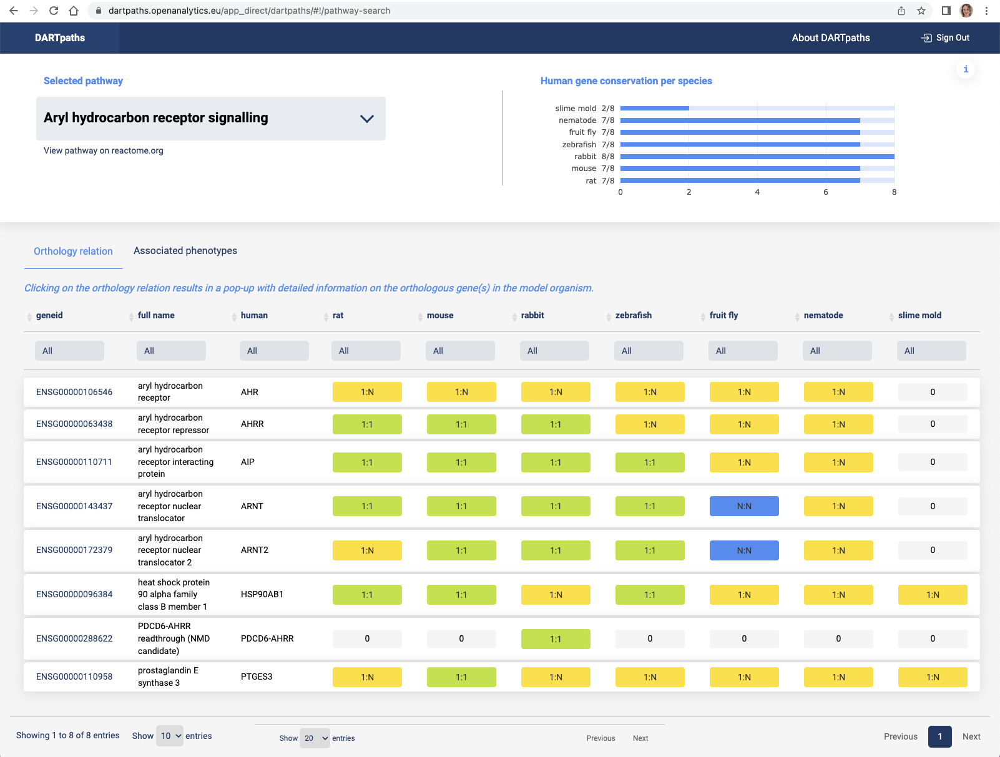 dartpaths.openanalytics.eu/app_direct/dartpaths/#!/pathway-search
DARTpaths
About DARTpaths
Sign Out
i
Selected pathway
Aryl hydrocarbon receptor signalling
View pathway on reactome.org
Human gene conservation per species
slime mold 2/8
nematode 7/8
fruit fly 7/8
zebrafish 7/8
rabbit 8/8
mouse 7/8
rat 7/8
0 2 4 6 8
Orthology relation Associated phenotypes
Clicking on the orthology relation results in a pop-up with detailed information on the orthologous gene(s) in the model organism.
geneid full name human rat mouse rabbit zebrafish fruit fly nematode slime mold
All All All All All All All All All All
ENSG00000106546 aryl hydrocarbon AHR 1:N 1:N 1:N 1:N 1:N 1:N 0
receptor
ENSG00000063438 aryl hydrocarbon AHRR 1:1 1:1 1:1 1:N 1:N 1:N 0
receptor repressor
aryl hydrocarbon
ENSG00000110711 receptor interacting AIP 1:1 1:1 1:1 1:1 1:N 1:N 0
protein
aryl hydrocarbon
ENSG00000143437 receptor nuclear ARNT 1:1 1:1 1:1 1:1 N:N 1:N 0
translocator
aryl hydrocarbon
ENSG00000172379 receptor nuclear ARNT2 1:N 1:1 1:1 1:1 N:N 1:N 0
translocator 2
heat shock protein
ENSG00000096384 90 alpha family HSP90AB1 1:1 1:1 1:N 1:1 1:N 1:N 1:N
class B member 1
PDCD6-AHRR
ENSG00000288622 readthrough (NMD PDCD6-AHRR 0 0 1:1 0 0 0 0
candidate)
ENSG00000110958 prostaglandin E PTGES3 1:N 1:1 1:N 1:N 1:N 1:N 1:N
synthase 3
Showing 1 to 8 of 8 entries Show 10 entries
Show 20 entries Previous Next
Previous 1 Next